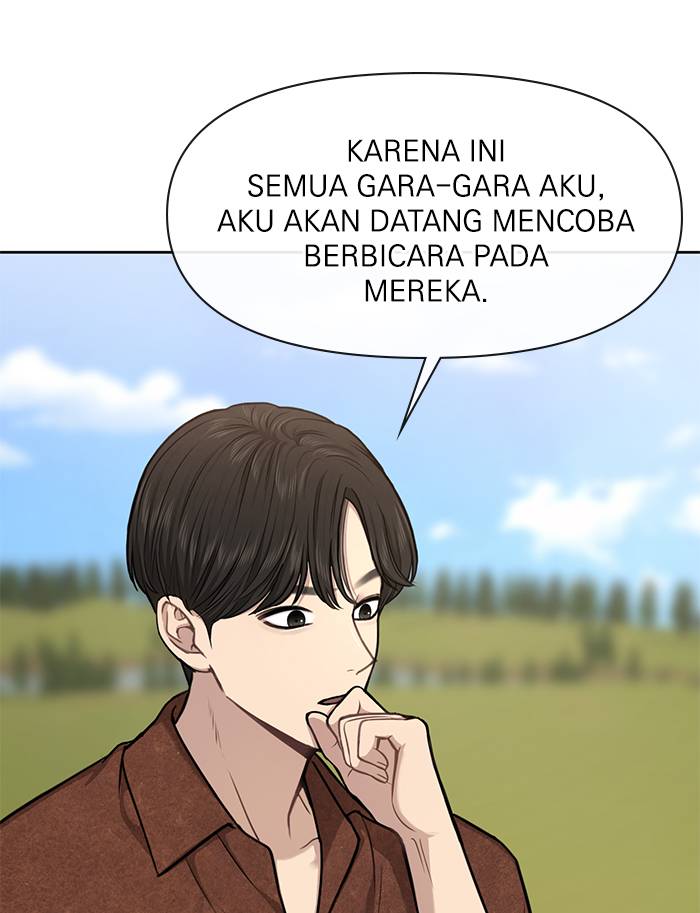 KARENA INI
SEMUA GARA-GARA AKU,
AKU AKAN DATANG MENCOBA
BERBICARA PADA
MEREKA.